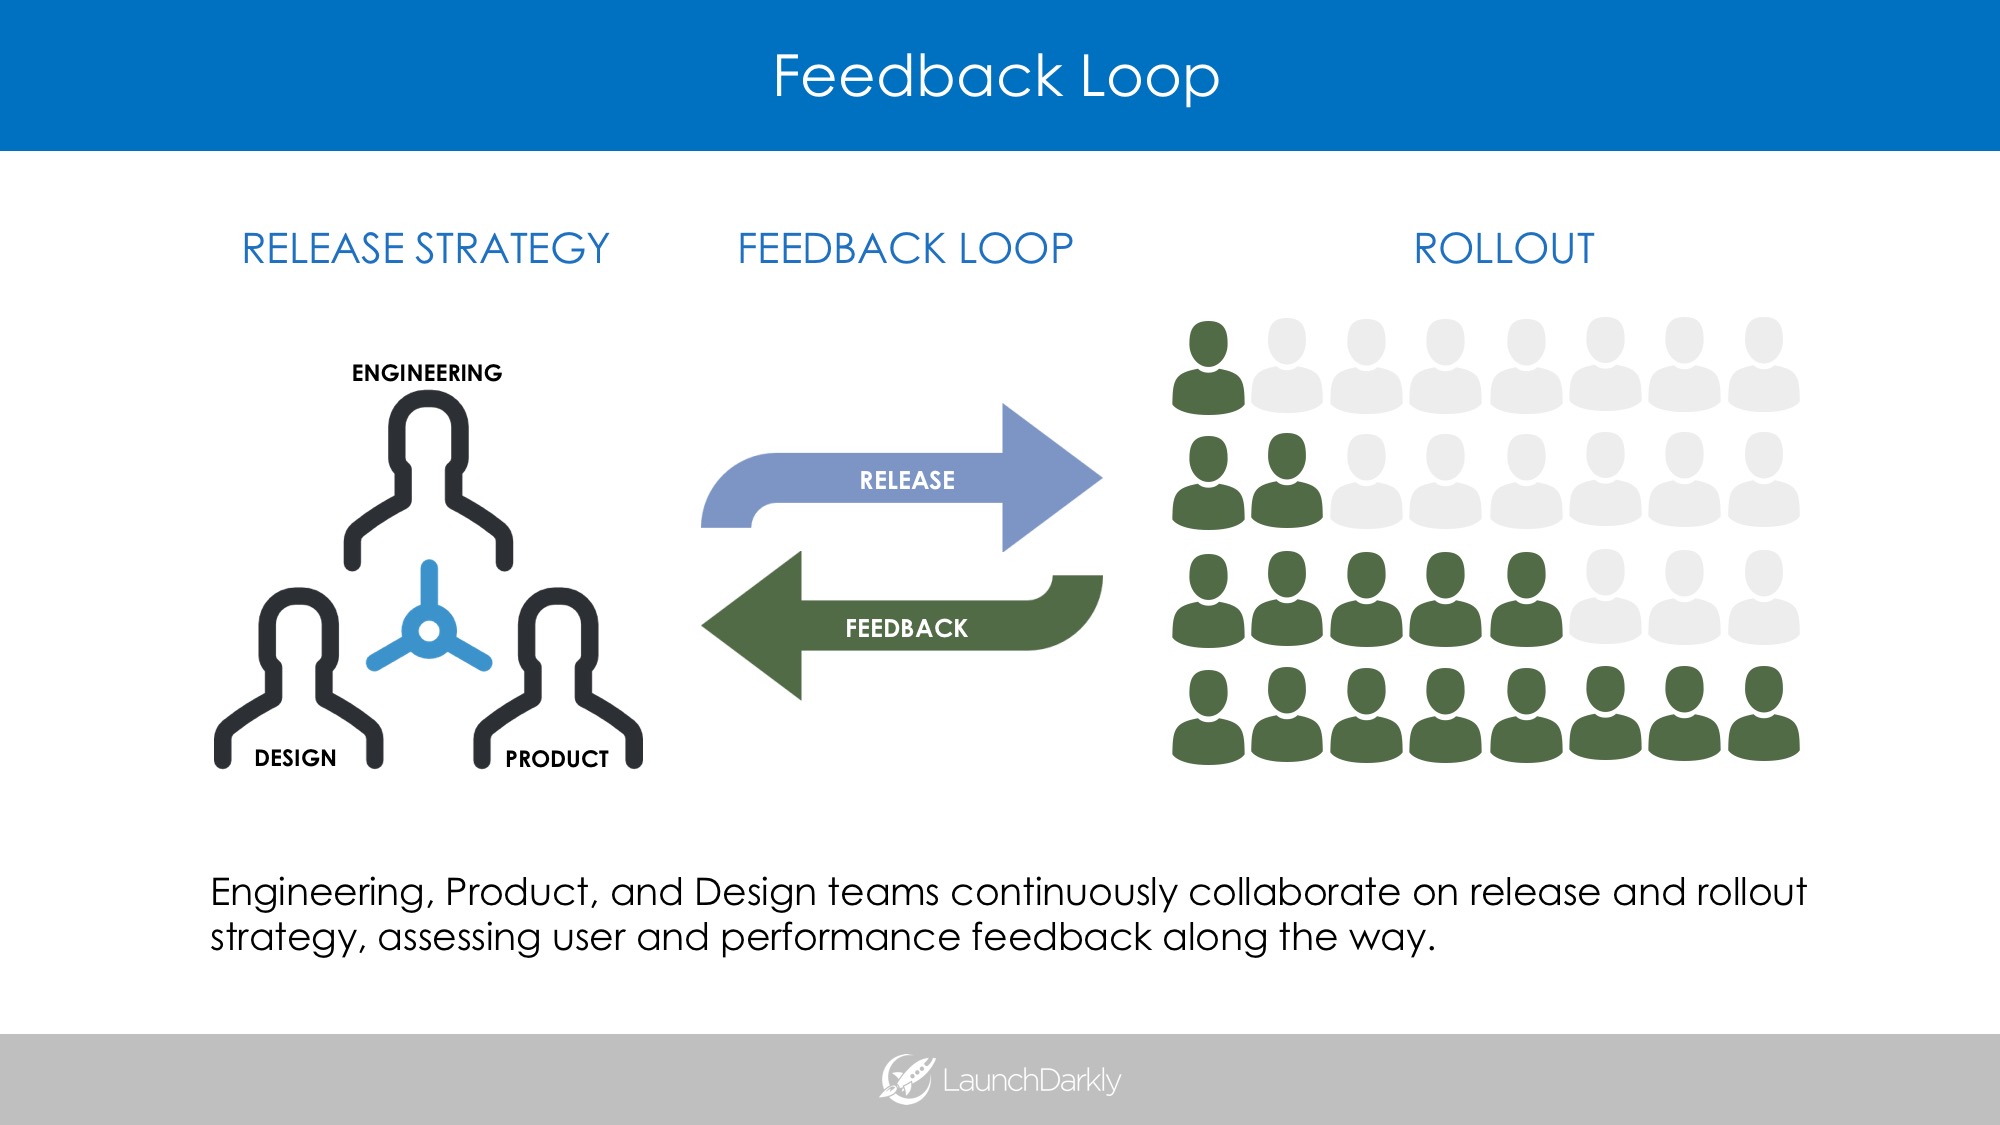 Feedback Loop
RELEASE STRATEGY
FEEDBACK LOOP
ROLLOUT
ENGINEERING
DESIGN
PRODUCT
RELEASE
FEEDBACK
Engineering, Product, and Design teams continuously collaborate on release and rollout
strategy, assessing user and performance feedback along the way.
LaunchDarkly